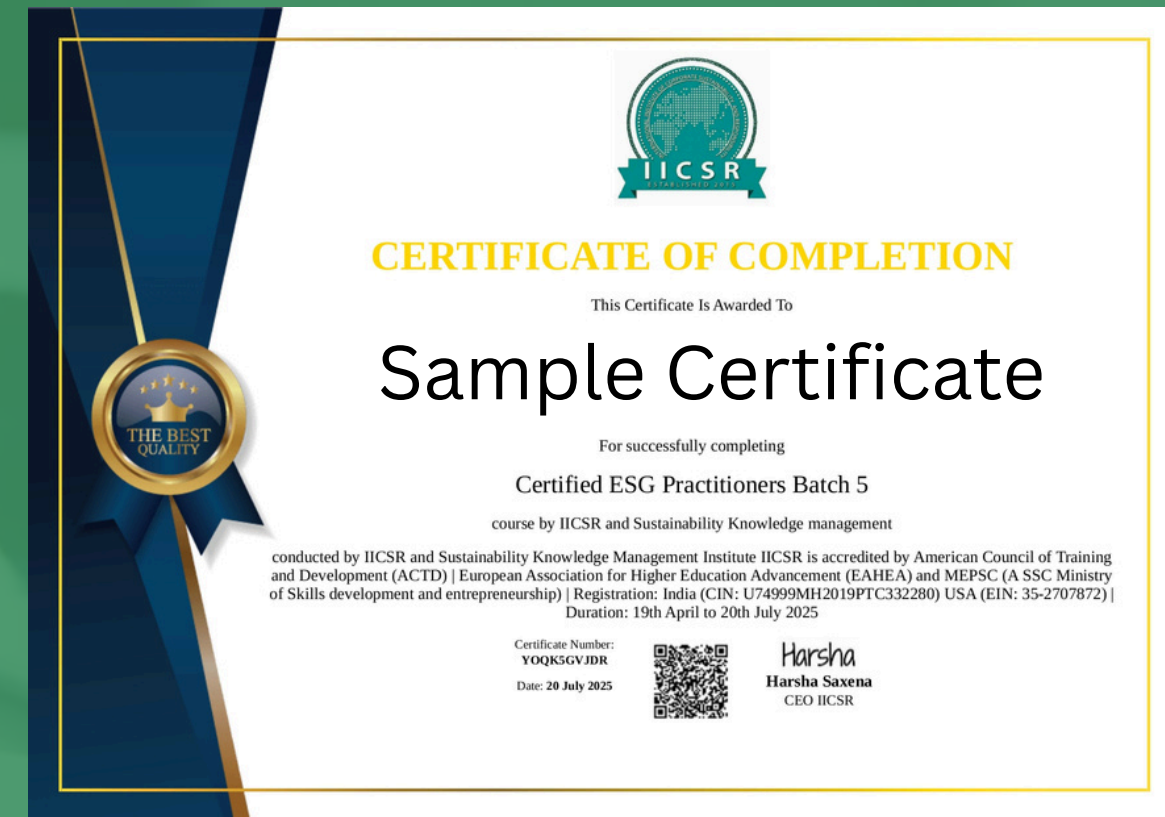 IICSR
ESTABLISHED 2013
CERTIFICATE OF COMPLETION
This Certificate Is Awarded To
Sample Certificate
THE BEST
QUALITY
For successfully completing
Certified ESG Practitioners Batch 5
course by IICSR and Sustainability Knowledge management
conducted by IICSR and Sustainability Knowledge Management Institute IICSR is accredited by American Council of Training
and Development (ACTD) | European Association for Higher Education Advancement (EAHEA) and MEPSC (A SSC Ministry
of Skills development and entrepreneurship) | Registration: India (CIN: U74999MH2019PTC332280) USA (EIN: 35-2707872) |
Duration: 19th April to 20th July 2025
Certificate Number:
YOQK5GVJDR
Date: 20 July 2025
Harsha
Harsha Saxena
CEO IICSR